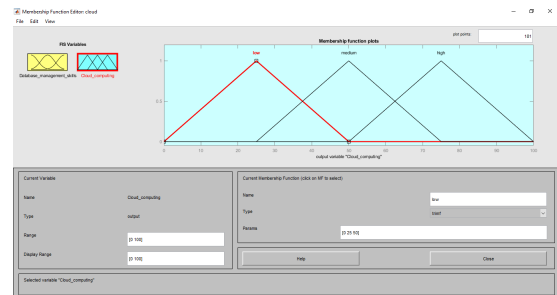 Membership Function Editor: cloud
File Edit View
FIS Variables
Database_management_skills
Cloud_computing
Membership function plots
plot points:
181
low
medium
high
1
0.5
0
0 10 20 30 40 50 60 70 80 90 100
output variable "Cloud_computing"
Current Variable
Name
Cloud_computing
Type
output
Range
[0 100]
Display Range
[0 100]
Current Membership Function (click on MF to select)
Name
low
Type
trimf
Params
[0 25 50]
Help
Close
Selected variable "Cloud_computing"